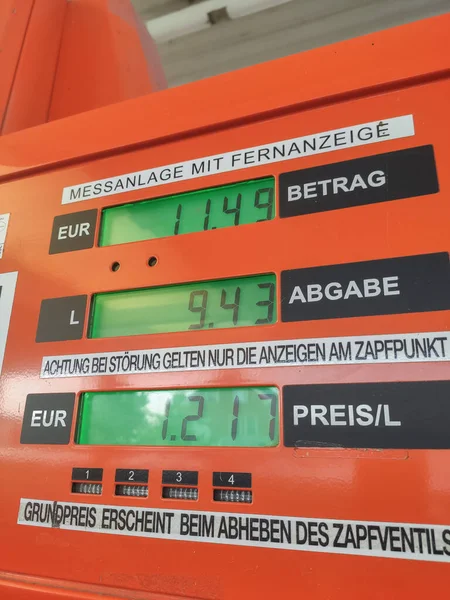 MESSANLAGE MIT FERNANZEIGE
EUR 11.49 BETRAG
L 9.43 ABGABE
ACHTUNG BEI STÖRUNG GELTEN NUR DIE ANZEIGEN AM ZAPFPUNKT
EUR 1.217 PREIS/L
1 2 3 4
GRUNDPREIS ERSCHEINT BEIM ABHEBEN DES ZAPFVENTILS